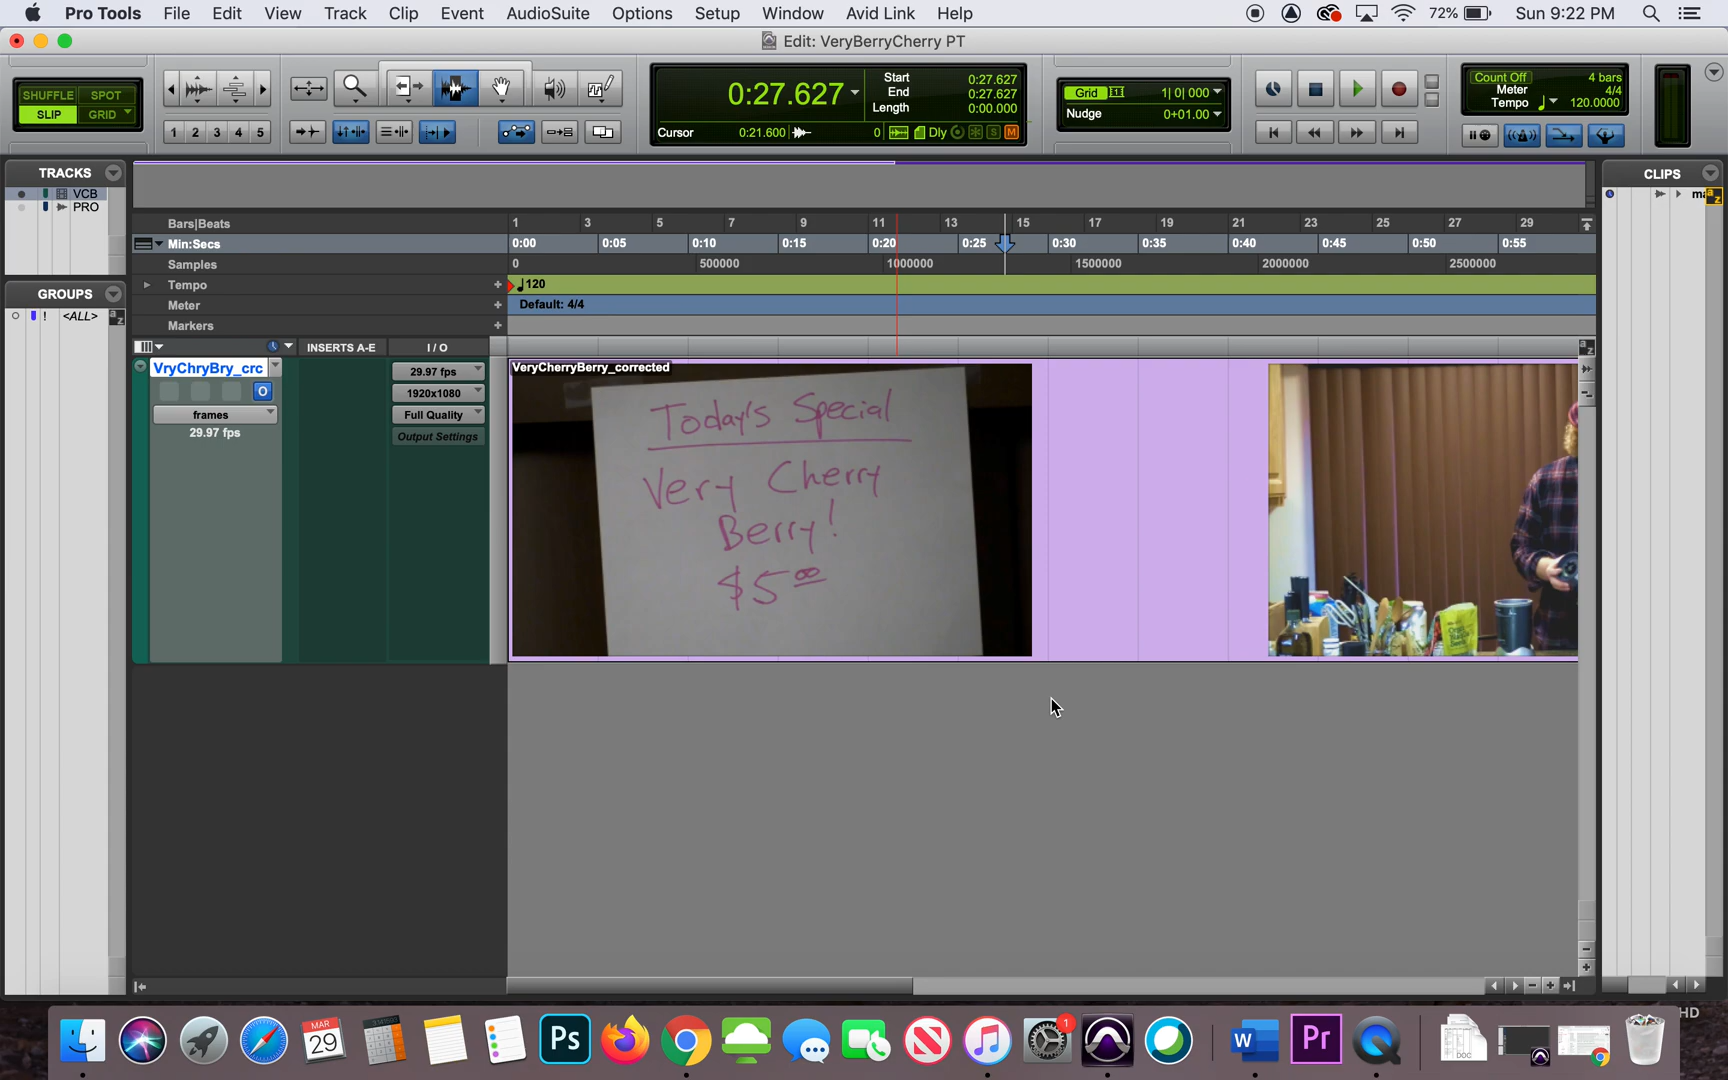 Pro Tools File Edit View Track Clip Event AudioSuite Options Setup Window Avid Link Help 72% Sun 9:22 PM
Edit: VeryBerryCherry PT
SHUFFLE SPOT
SLIP GRID
1 2 3 4 5
0:27.627
Start 0:27.627
End 0:27.627
Length 0:00.000
Cursor 0:21.600 0 Dly S M
Grid 1| 0| 000
Nudge 0+01.00
Count Off 4 bars
Meter 4/4
Tempo 120.0000
TRACKS
VCB
PRO
GROUPS
! <ALL> a z
Bars|Beats 1 3 5 7 9 11 13 15 17 19 21 23 25 27 29
Min:Secs 0:00 0:05 0:10 0:15 0:20 0:25 0:30 0:35 0:40 0:45 0:50 0:55
Samples 0 500000 1000000 1500000 2000000 2500000
Tempo 120
Meter Default: 4/4
Markers
INSERTS A-E I / O
VryChryBry_crc
O
frames
29.97 fps
29.97 fps
1920x1080
Full Quality
Output Settings
VeryCherryBerry_corrected
Today's Special
Very Cherry
Berry!
$5.00
CLIPS
a z
MAR
29
Ps
1
W
Pr
DOC
HD